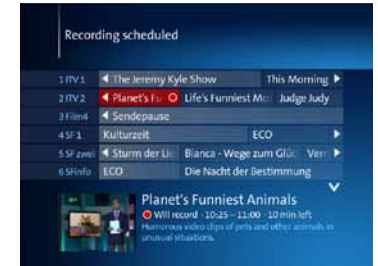 Recording scheduled
1 ITV 1 The Jeremy Kyle Show This Morning
2 ITV 2 Planet's Fu Life's Funniest Mo Judge Judy
3 Film4 Sendepause
4 SF 1 Kulturzeit ECO
5 SF zwei Sturm der Lie Bianca - Wege zum Glüc Verr
6 SFinfo ECO Die Nacht der Bestimmung
Planet's Funniest Animals
Will record · 10:25 – 11:00 · 10 min left
Humorous video clips of pets and other animals in
unusual situations.